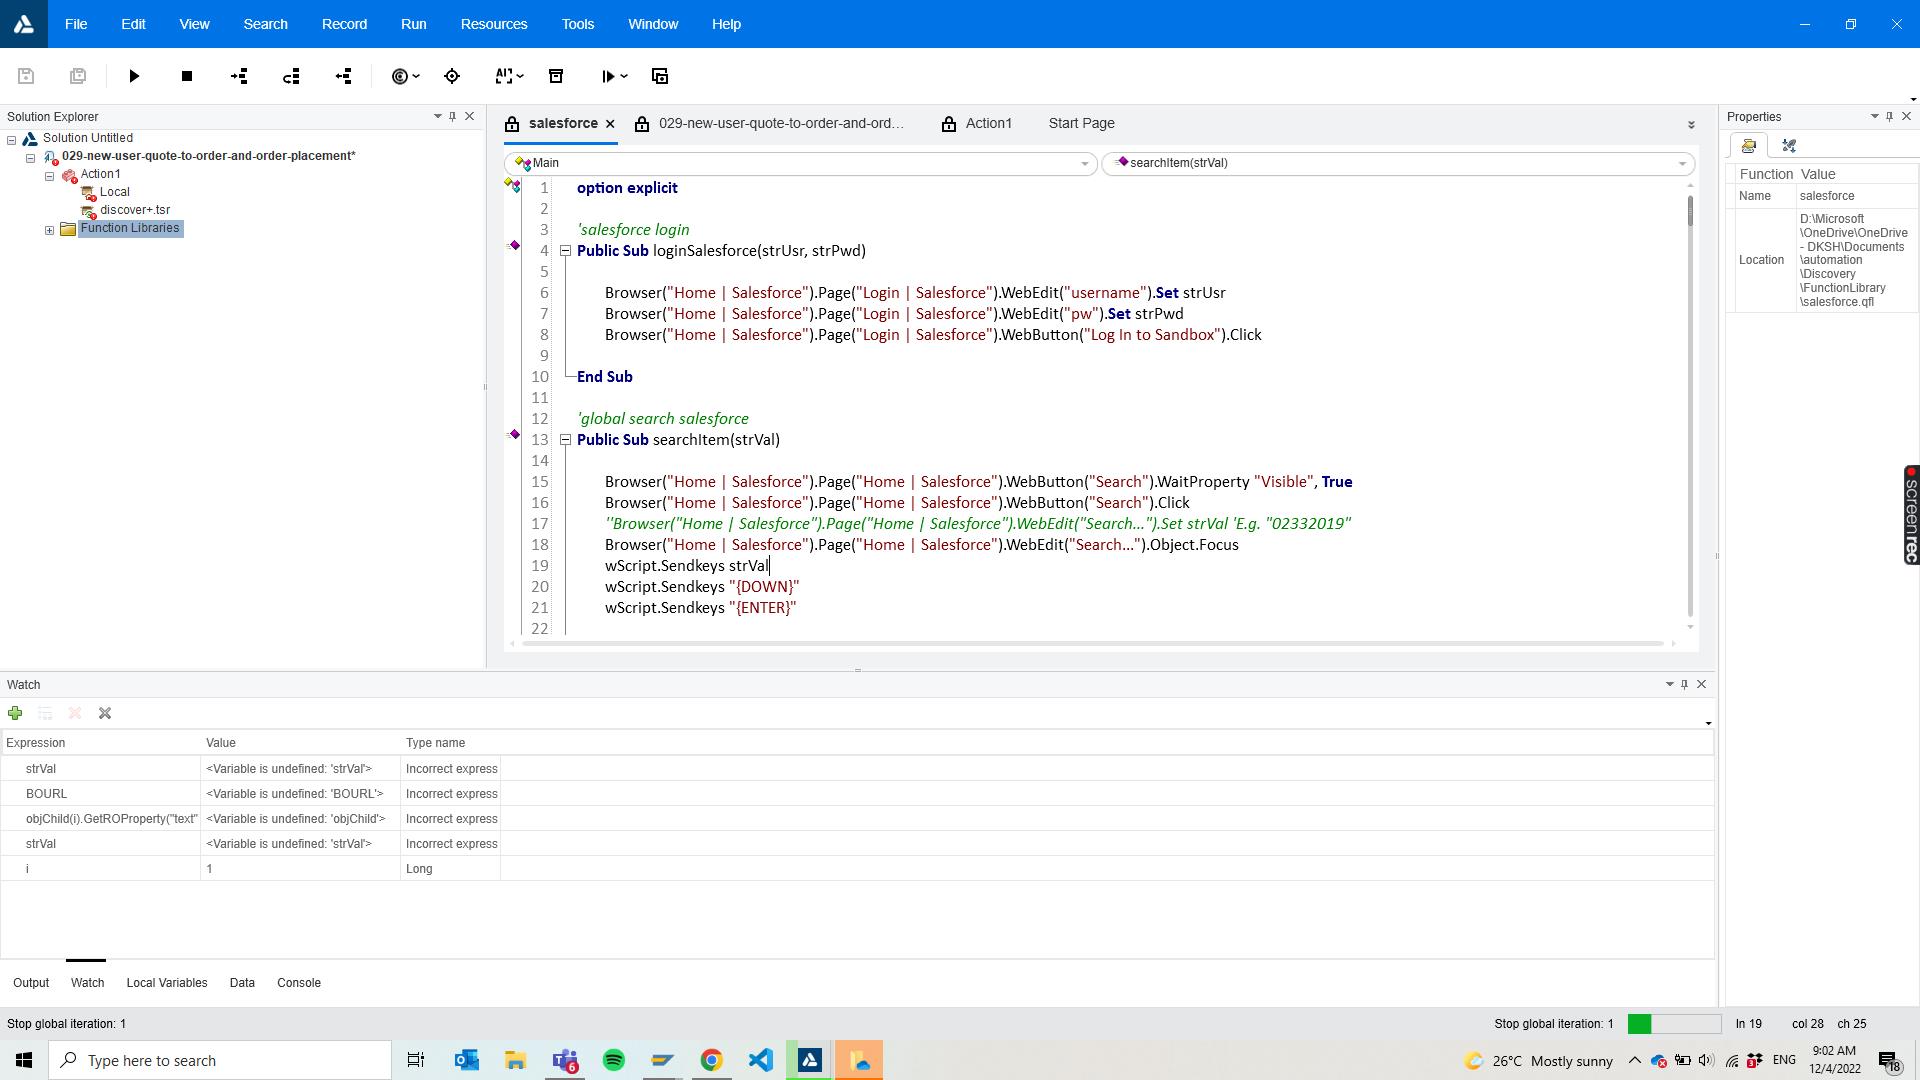 File Edit View Search Record Run Resources Tools Window Help
Solution Explorer
Solution Untitled
029-new-user-quote-to-order-and-order-placement*
Action1
Local
discover+.tsr
Function Libraries
salesforce
029-new-user-quote-to-order-and-ord...
Action1
Start Page
Main
searchItem(strVal)
1 option explicit
2
3 'salesforce login
4 Public Sub loginSalesforce(strUsr, strPwd)
5
6 Browser("Home | Salesforce").Page("Login | Salesforce").WebEdit("username").Set strUsr
7 Browser("Home | Salesforce").Page("Login | Salesforce").WebEdit("pw").Set strPwd
8 Browser("Home | Salesforce").Page("Login | Salesforce").WebButton("Log In to Sandbox").Click
9
10 End Sub
11
12 'global search salesforce
13 Public Sub searchItem(strVal)
14
15 Browser("Home | Salesforce").Page("Home | Salesforce").WebButton("Search").WaitProperty "Visible", True
16 Browser("Home | Salesforce").Page("Home | Salesforce").WebButton("Search").Click
17 ''Browser("Home | Salesforce").Page("Home | Salesforce").WebEdit("Search...").Set strVal 'E.g. "02332019"
18 Browser("Home | Salesforce").Page("Home | Salesforce").WebEdit("Search...").Object.Focus
19 wScript.Sendkeys strVal
20 wScript.Sendkeys "{DOWN}"
21 wScript.Sendkeys "{ENTER}"
22
Properties
Function Value
Name salesforce
Location D:\Microsoft
\OneDrive\OneDrive
- DKSH\Documents
\automation
\Discovery
\FunctionLibrary
\salesforce.qfl
screenrec
Watch
Expression Value Type name
strVal <Variable is undefined: 'strVal'> Incorrect express
BOURL <Variable is undefined: 'BOURL'> Incorrect express
objChild(i).GetROProperty("text" <Variable is undefined: 'objChild'> Incorrect express
strVal <Variable is undefined: 'strVal'> Incorrect express
i 1 Long
Output Watch Local Variables Data Console
Stop global iteration: 1
Stop global iteration: 1 ln 19 col 28 ch 25
Type here to search
6
26°C Mostly sunny
3
ENG
9:02 AM
12/4/2022
18